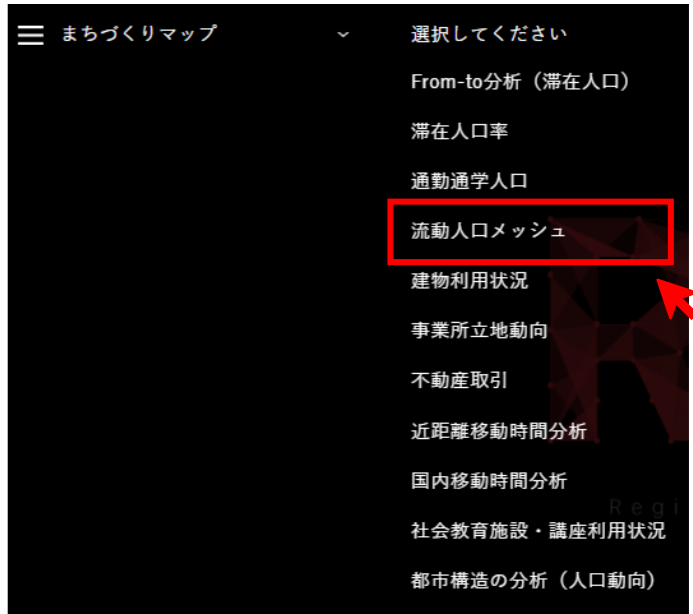 まちづくりマップ
選択してください
From-to分析（滞在人口）
滞在人口率
通勤通学人口
流動人口メッシュ
建物利用状況
事業所立地動向
不動産取引
近距離移動時間分析
国内移動時間分析
Regi
社会教育施設・講座利用状況
都市構造の分析（人口動向）